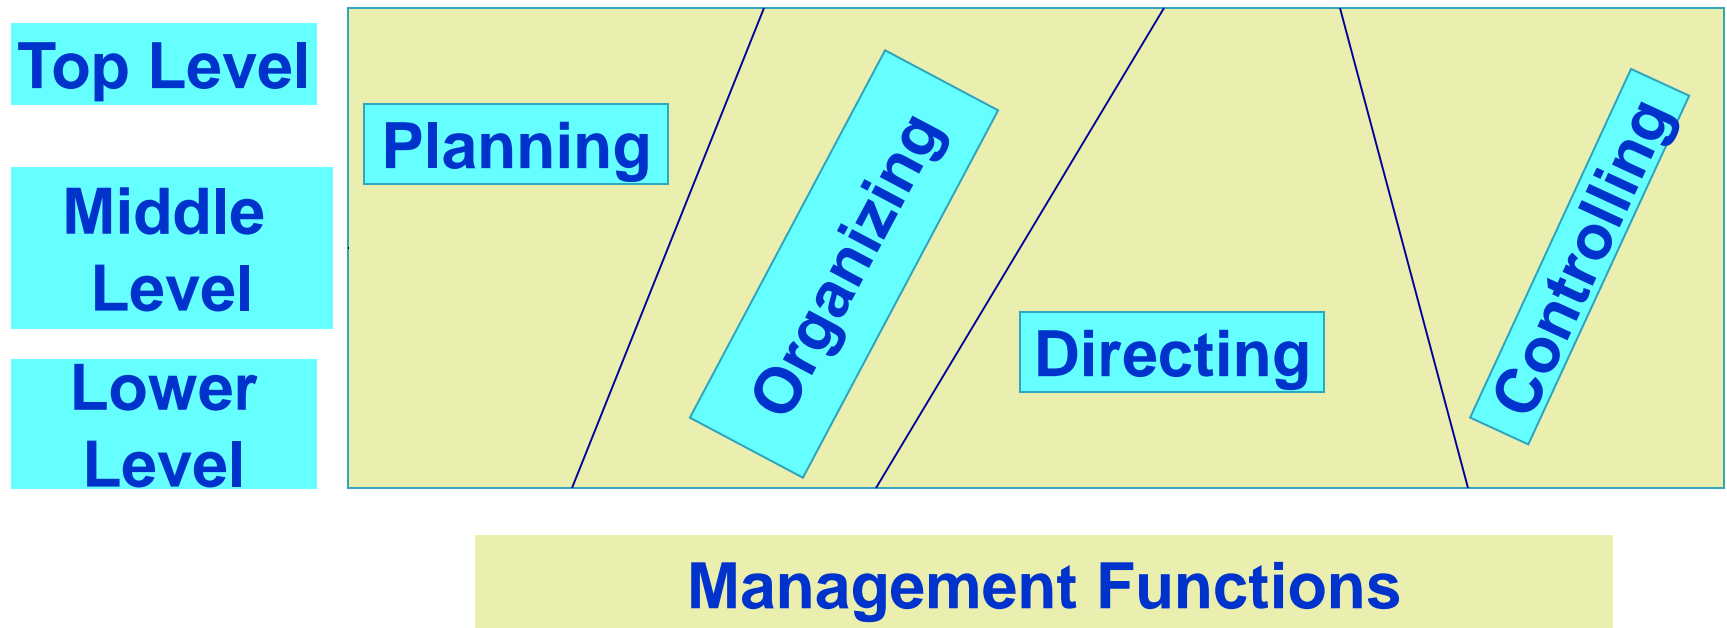 Top Level
Planning
Organizing
Controlling
Middle
Level
Directing
Lower
Level
Management Functions